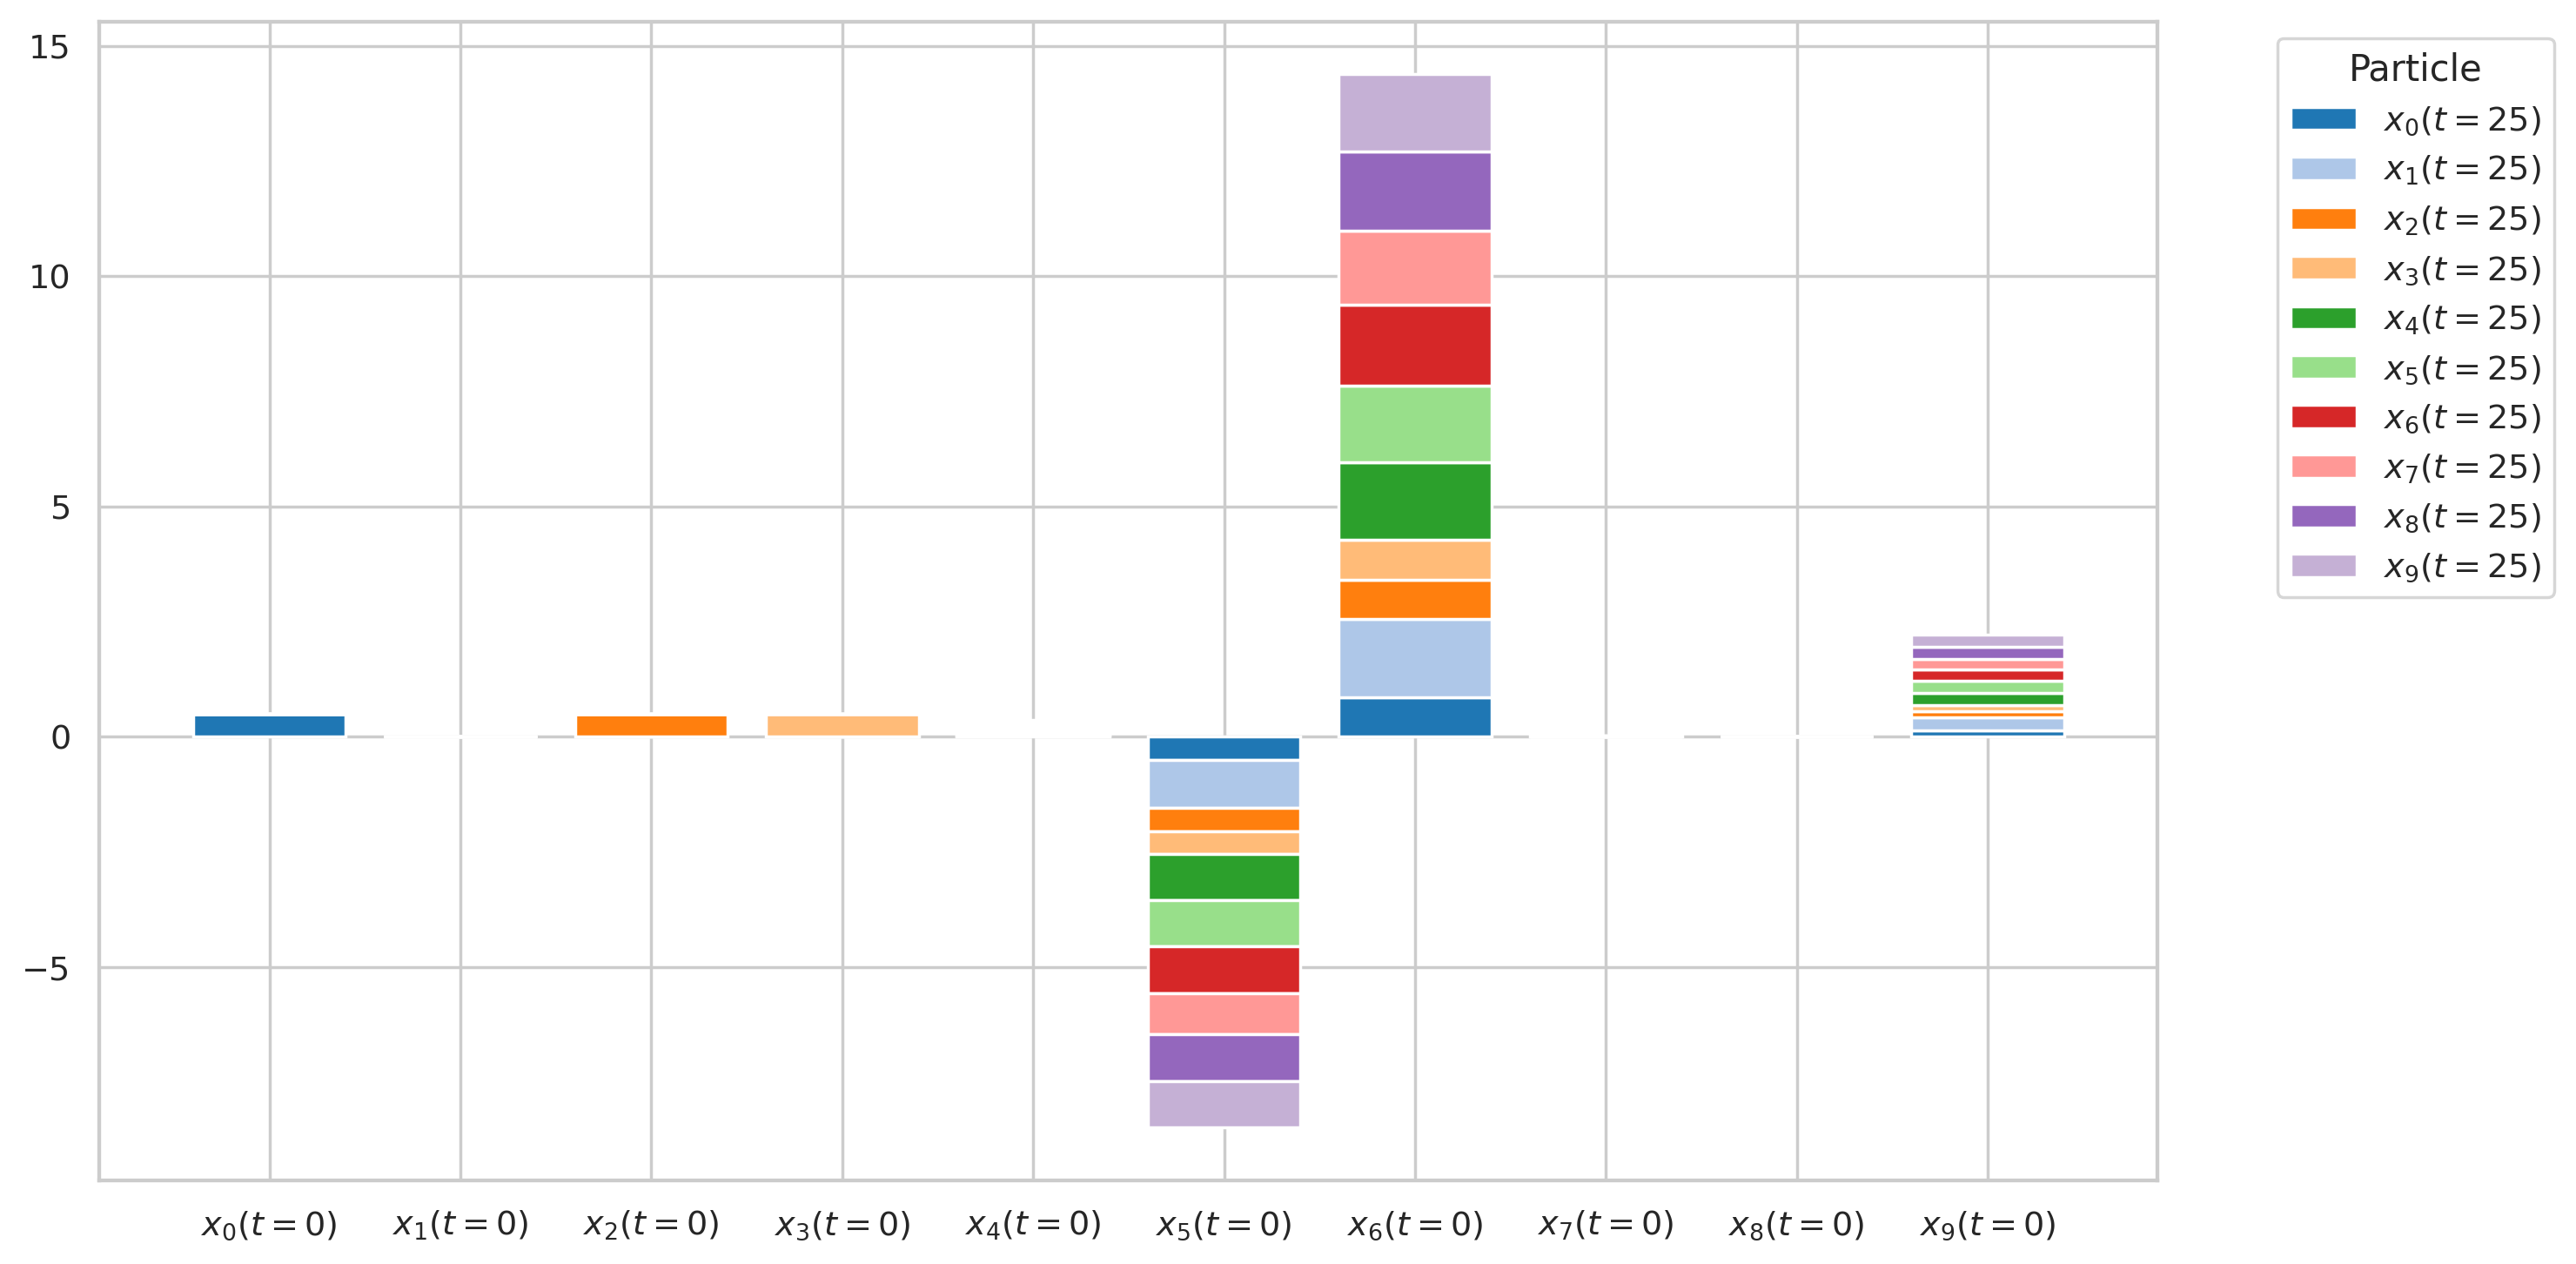 15
10
5
0
−5
x₀(t = 0) x₁(t = 0) x₂(t = 0) x₃(t = 0) x₄(t = 0) x₅(t = 0) x₆(t = 0) x₇(t = 0) x₈(t = 0) x₉(t = 0)
Particle
x₀(t = 25)
x₁(t = 25)
x₂(t = 25)
x₃(t = 25)
x₄(t = 25)
x₅(t = 25)
x₆(t = 25)
x₇(t = 25)
x₈(t = 25)
x₉(t = 25)